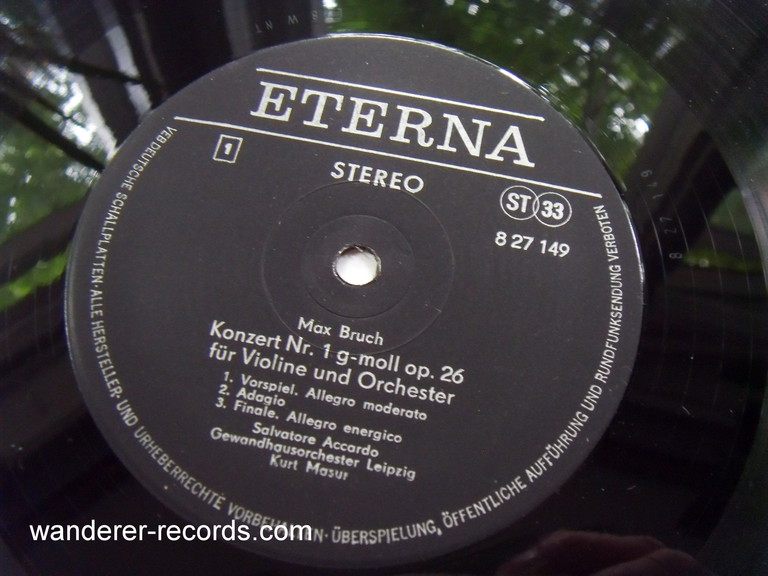 ETERNA
1
STEREO
ST 33
8 27 149
Max Bruch
Konzert Nr. 1 g-moll op. 26
für Violine und Orchester
1. Vorspiel. Allegro moderato
2. Adagio
3. Finale. Allegro energico
Salvatore Accardo
Gewandhausorchester Leipzig
Kurt Masur
VEB DEUTSCHE SCHALLPLATTEN · ALLE HERSTELLER- UND URHEBERRECHTE VORBEHALTEN · ÜBERSPIELUNG, ÖFFENTLICHE AUFFÜHRUNG UND RUNDFUNKSENDUNG VERBOTEN
8 27 149
wanderer-records.com